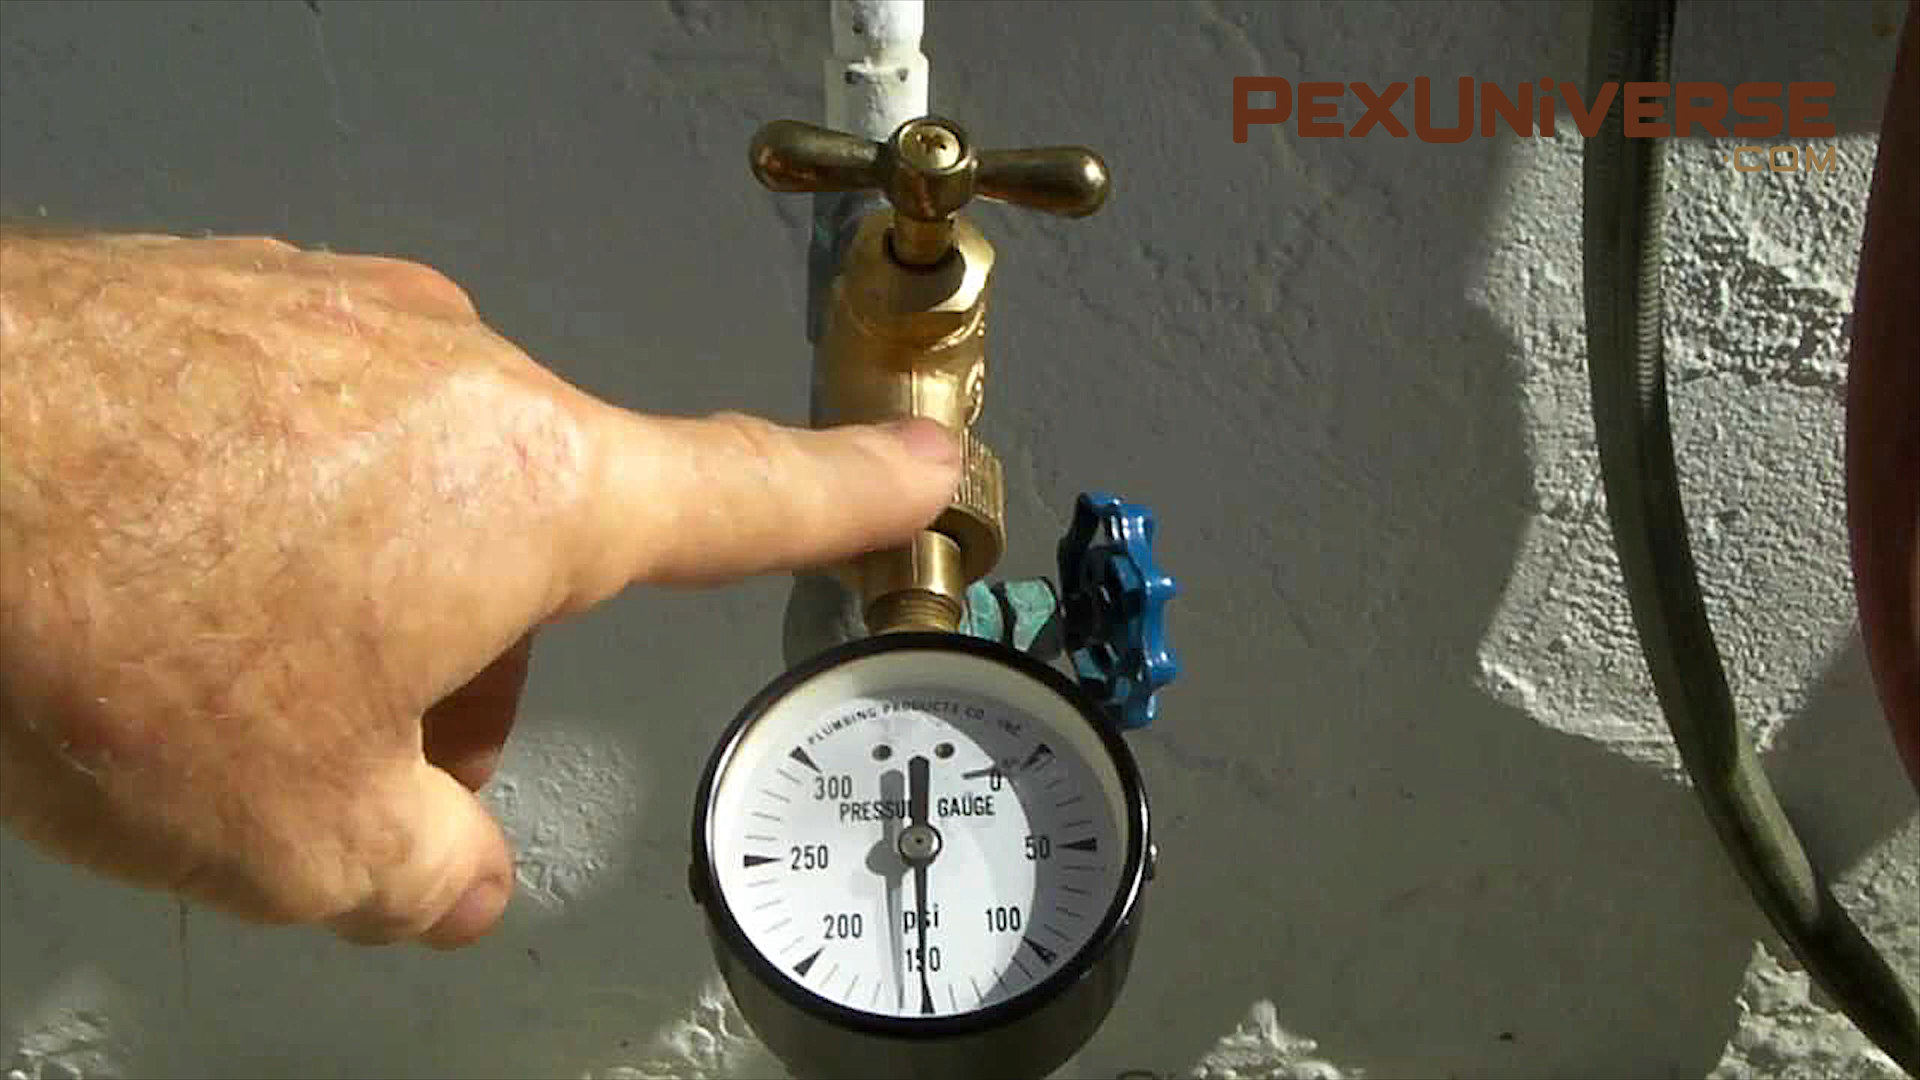 PEXUNiVERSE
.COM
PLUMBING PRODUCTS CO. INC.
300
0
PRESSU GAUGE
250
50
200
psi
100
150